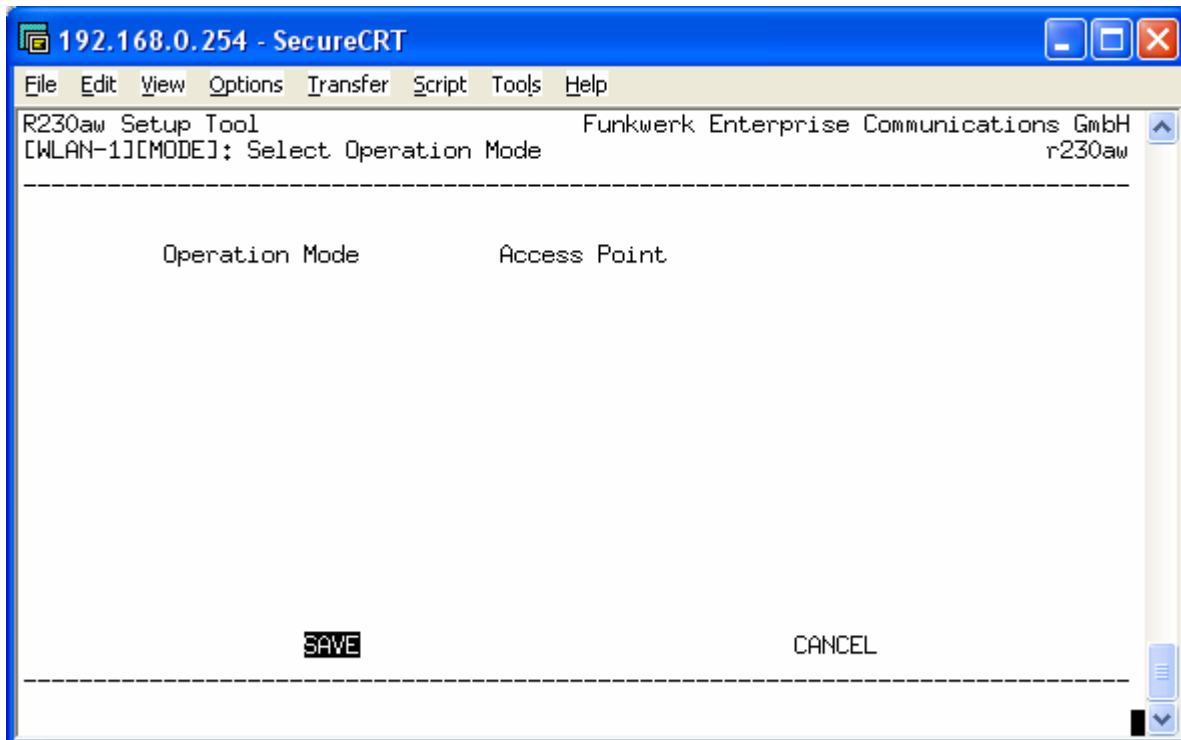 192.168.0.254 - SecureCRT
File Edit View Options Transfer Script Tools Help
R230aw Setup Tool Funkwerk Enterprise Communications GmbH
[WLAN-1][MODE]: Select Operation Mode r230aw
Operation Mode Access Point
SAVE CANCEL